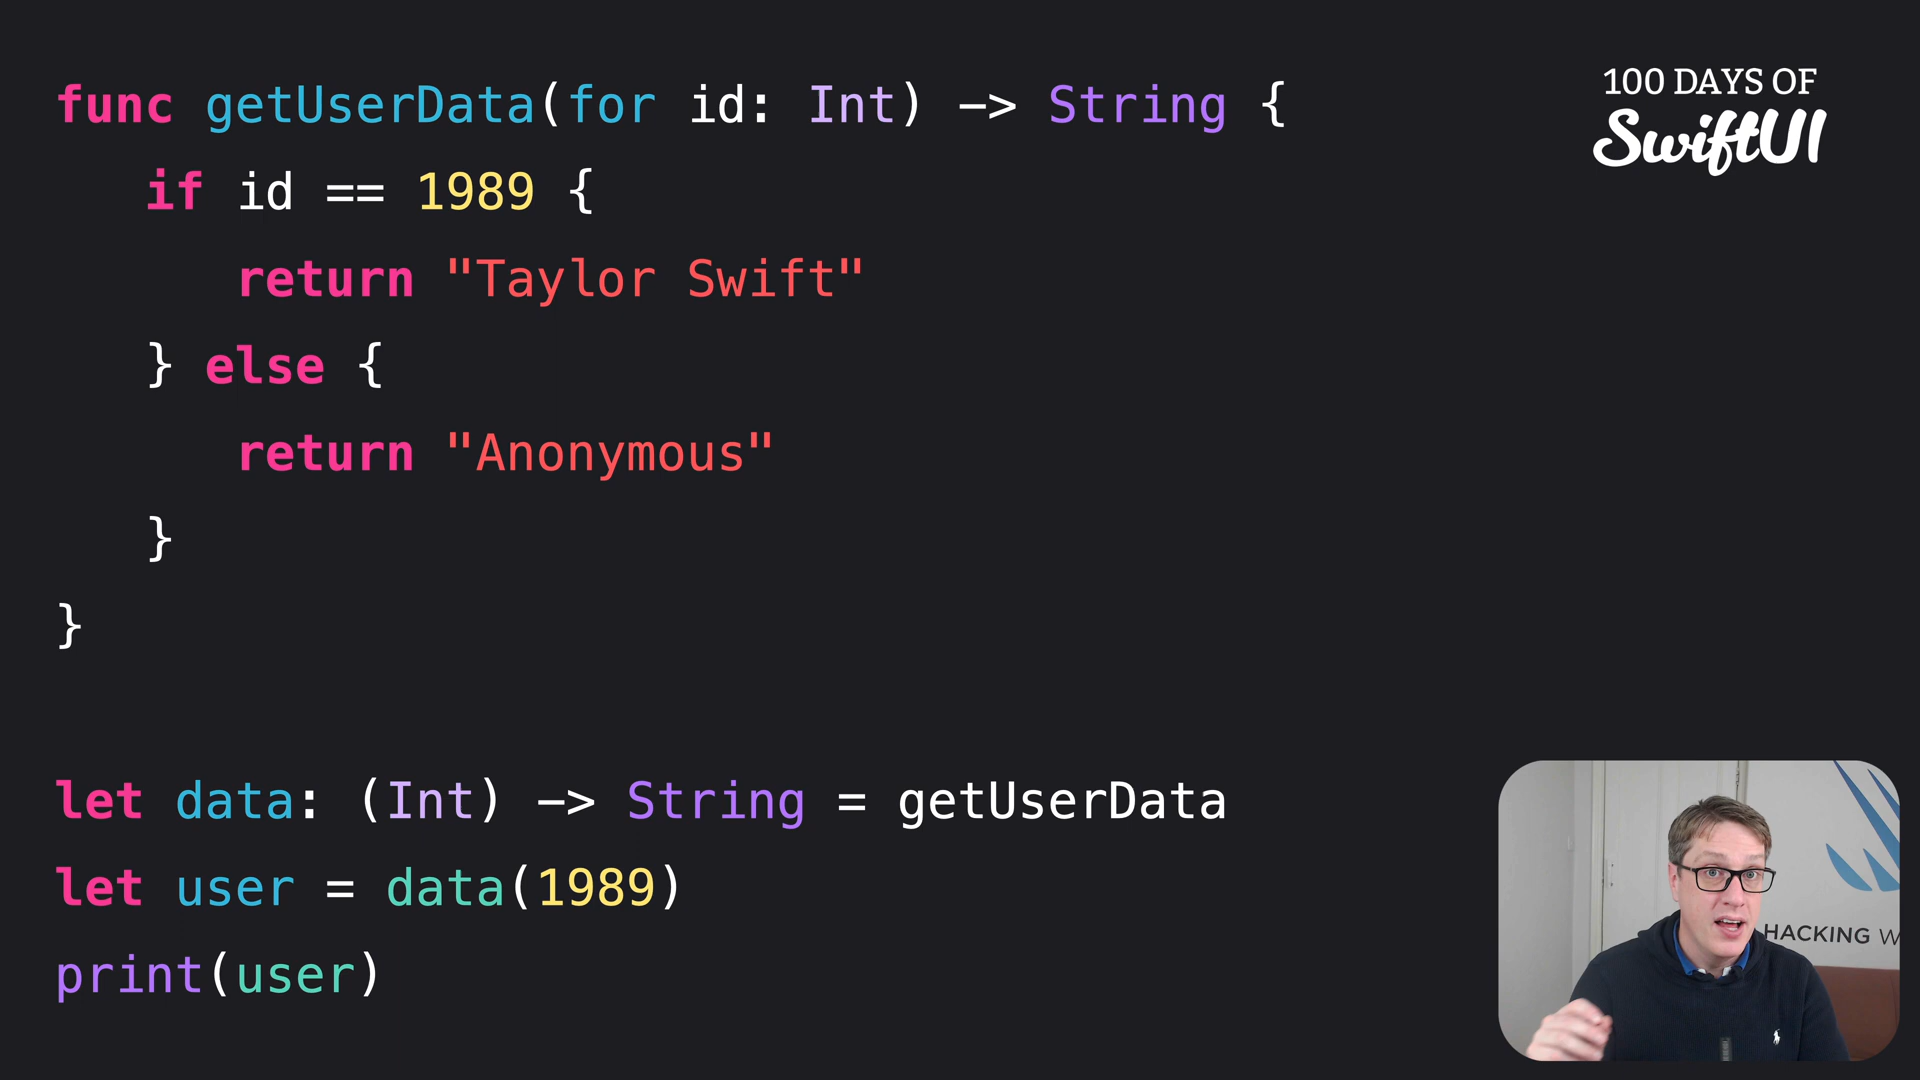 func getUserData(for id: Int) -> String {
if id == 1989 {
return "Taylor Swift"
} else {
return "Anonymous"
}
}
let data: (Int) -> String = getUserData
let user = data(1989)
print(user)
100 DAYS OF
SwiftUI
HACKING W